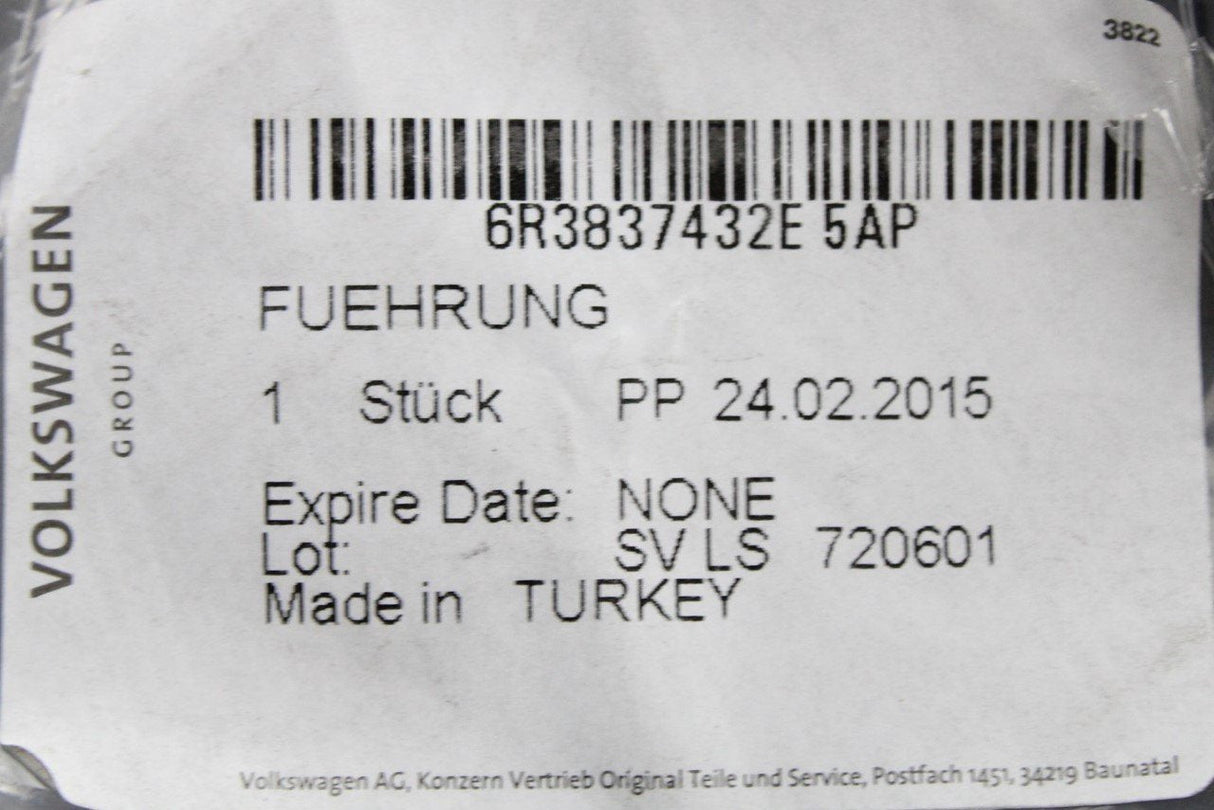 3822
VOLKSWAGEN
GROUP
6R3837432E 5AP
FUEHRUNG
1 Stück PP 24.02.2015
Expire Date: NONE
Lot: SV LS 720601
Made in TURKEY
Volkswagen AG, Konzern Vertrieb Original Teile und Service, Postfach 1451, 34219 Baunatal